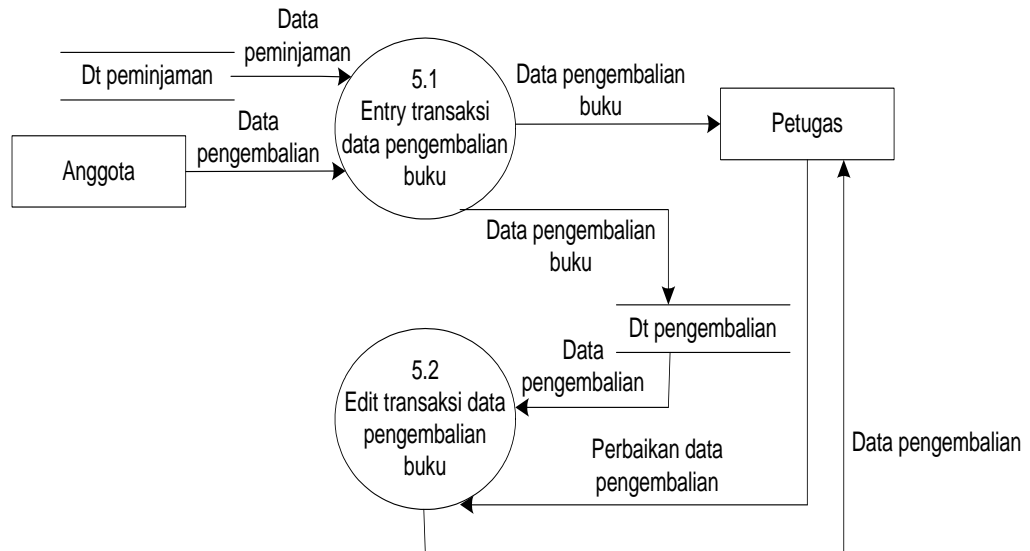 Data
peminjaman
Dt peminjaman
5.1
Entry transaksi
data pengembalian
buku
Data pengembalian
buku
Petugas
Data
pengembalian
Anggota
Data pengembalian
buku
Dt pengembalian
Data
pengembalian
5.2
Edit transaksi data
pengembalian
buku
Perbaikan data
pengembalian
Data pengembalian